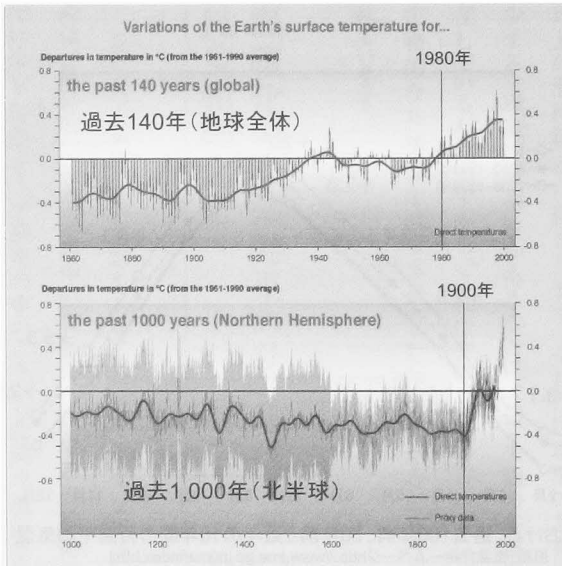 Variations of the Earth's surface temperature for...
Departures in temperature in °C (from the 1961-1990 average)
1980年
the past 140 years (global)
過去140年（地球全体）
0.8 0.8
0.4 0.4
0.0 0.0
-0.4 -0.4
-0.8 -0.8
Direct temperatures
1860 1880 1900 1920 1940 1960 1980 2000
Departures in temperature in °C (from the 1961-1990 average)
1900年
the past 1000 years (Northern Hemisphere)
0.8 0.8
0.4 0.4
0.0 0.0
-0.4 -0.4
-0.8 -0.8
過去1,000年（北半球）
Direct temperatures
Proxy data
1000 1200 1400 1600 1800 2000